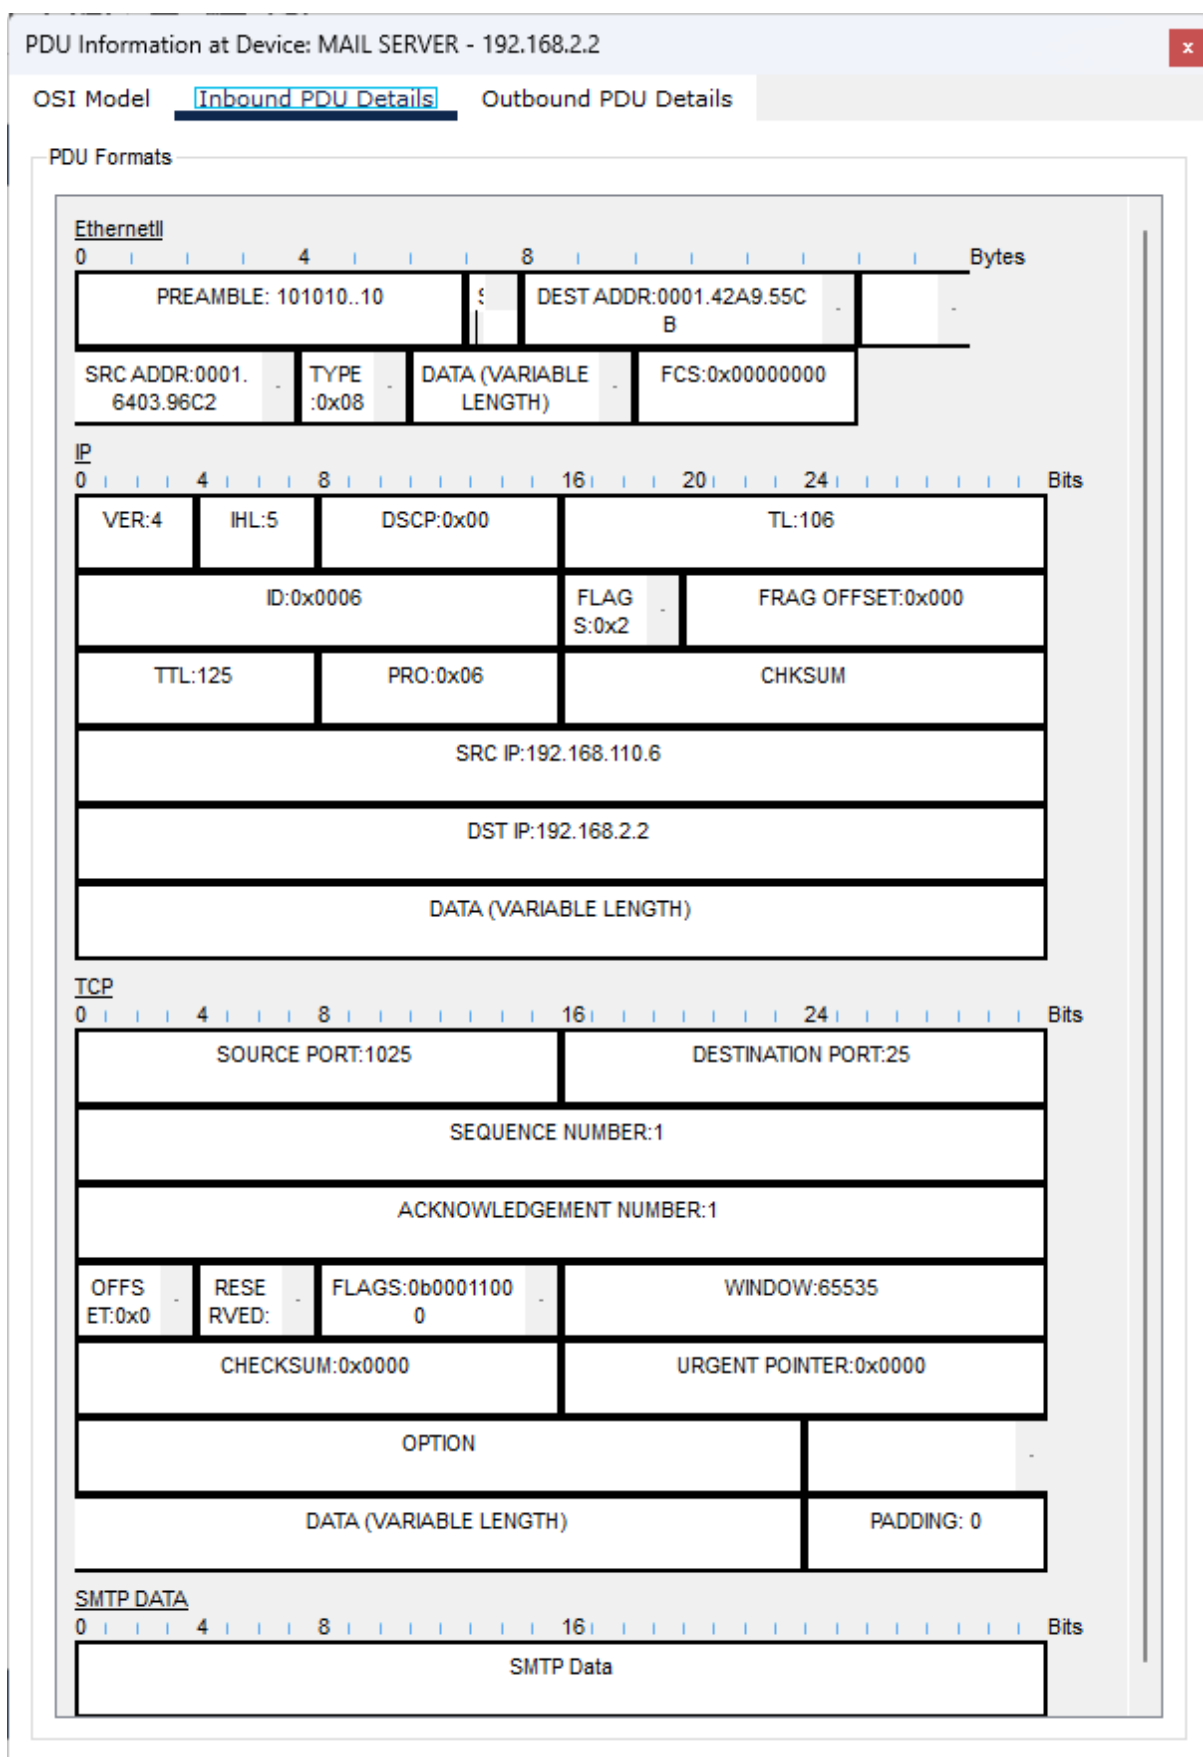 PDU Information at Device: MAIL SERVER - 192.168.2.2
x
OSI Model Inbound PDU Details Outbound PDU Details
PDU Formats
EthernetII
0 4 8 Bytes
PREAMBLE: 101010..10 DEST ADDR:0001.42A9.55C
B
SRC ADDR:0001. TYPE DATA (VARIABLE FCS:0x00000000
6403.96C2 :0x08 LENGTH)
IP
0 4 8 16 20 24 Bits
VER:4 IHL:5 DSCP:0x00 TL:106
ID:0x0006 FLAG FRAG OFFSET:0x000
S:0x2
TTL:125 PRO:0x06 CHKSUM
SRC IP:192.168.110.6
DST IP:192.168.2.2
DATA (VARIABLE LENGTH)
TCP
0 4 8 16 24 Bits
SOURCE PORT:1025 DESTINATION PORT:25
SEQUENCE NUMBER:1
ACKNOWLEDGEMENT NUMBER:1
OFFS RESE FLAGS:0b0001100 WINDOW:65535
ET:0x0 RVED: 0
CHECKSUM:0x0000 URGENT POINTER:0x0000
OPTION
DATA (VARIABLE LENGTH) PADDING: 0
SMTP DATA
0 4 8 16 Bits
SMTP Data